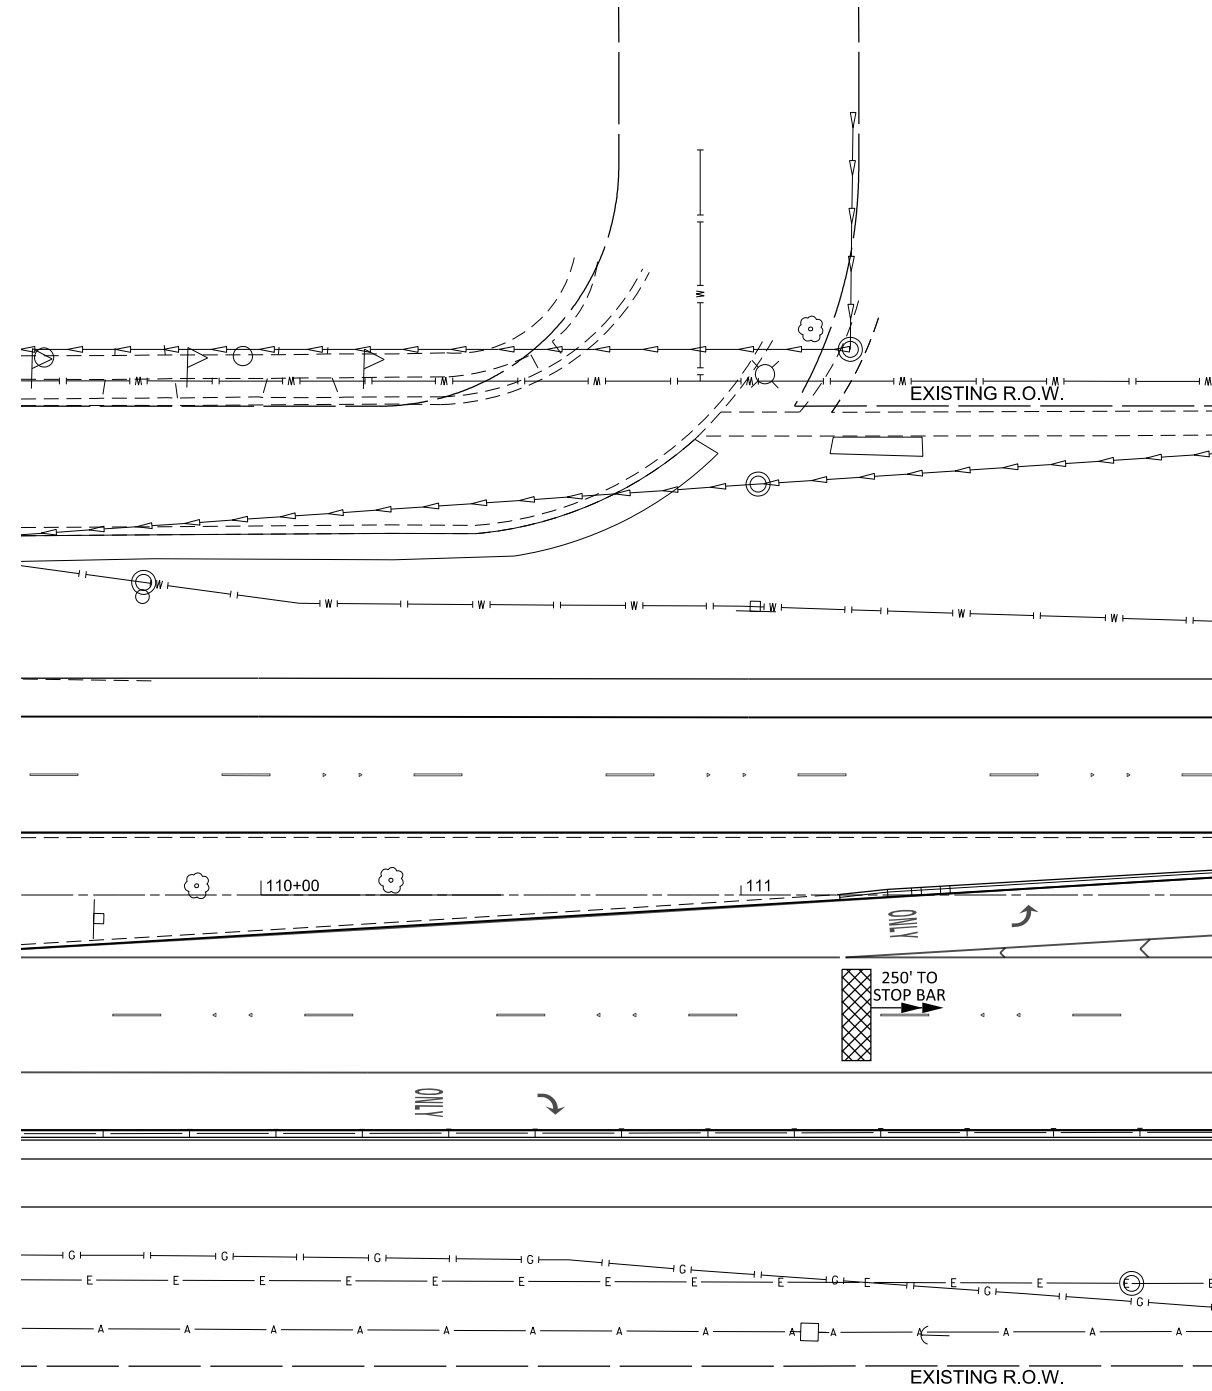 W
W W W W W W W W
EXISTING R.O.W.
W
W W W W W W
110+00
111
ONLY
250' TO
STOP BAR
ONLY
G G G G G G G G
E E E E E E E E E E E E E E
A A A A A A A A A A A A A A
EXISTING R.O.W.